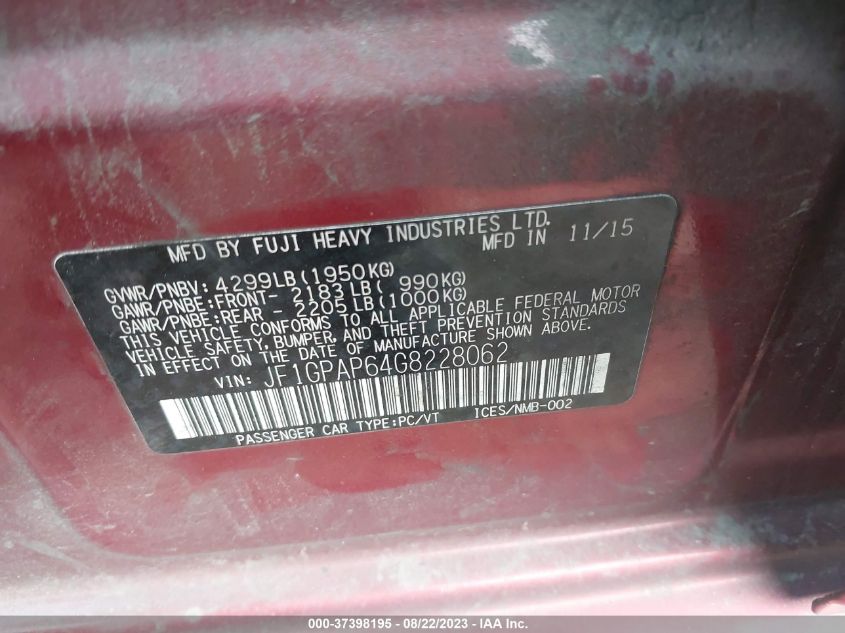 MFD BY FUJI HEAVY INDUSTRIES LTD.
MFD IN 11/15
GVWR/PNBV: 4299LB(1950KG)
GAWR/PNBE:FRONT- 2183LB( 990KG)
GAWR/PNBE:REAR - 2205LB(1000KG)
THIS VEHICLE CONFORMS TO ALL APPLICABLE FEDERAL MOTOR
VEHICLE SAFETY, BUMPER, AND THEFT PREVENTION STANDARDS
IN EFFECT ON THE DATE OF MANUFACTURE SHOWN ABOVE.
VIN: JF1GPAP64G8228062
PASSENGER CAR TYPE:PC/VT ICES/NMB-002
000-37398195 - 08/22/2023 - IAA Inc.